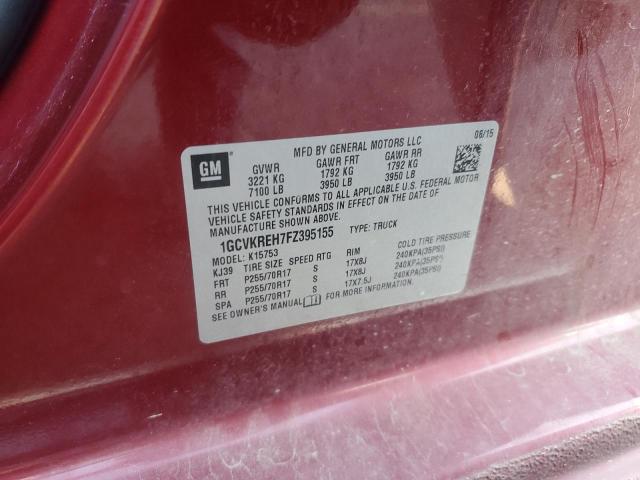 MFD BY GENERAL MOTORS LLC 06/15
GM
GVWR GAWR FRT GAWR RR
3221 KG 1792 KG 1792 KG
7100 LB 3950 LB 3950 LB
THIS VEHICLE CONFORMS TO ALL APPLICABLE U.S. FEDERAL MOTOR
VEHICLE SAFETY STANDARDS IN EFFECT ON THE DATE OF
MANUFACTURE SHOWN ABOVE.
1GCVKREH7FZ395155 TYPE: TRUCK
MODEL: K15753
KJ39 TIRE SIZE SPEED RTG RIM COLD TIRE PRESSURE
FRT P255/70R17 S 17X8J 240KPA(35PSI)
RR P255/70R17 S 17X8J 240KPA(35PSI)
SPA P255/70R17 S 17X7.5J 240KPA(35PSI)
SEE OWNER'S MANUAL FOR MORE INFORMATION.